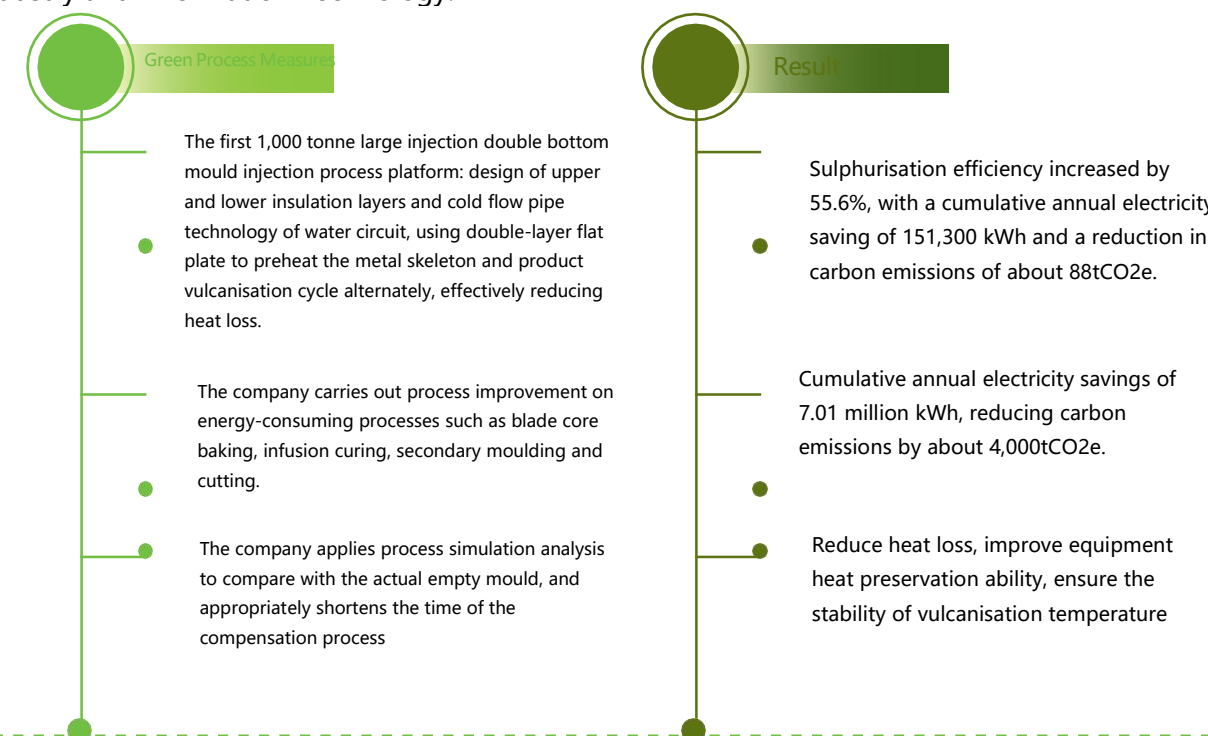 Green Process Measures
The first 1,000 tonne large injection double bottom
mould injection process platform: design of upper
and lower insulation layers and cold flow pipe
technology of water circuit, using double-layer flat
plate to preheat the metal skeleton and product
vulcanisation cycle alternately, effectively reducing
heat loss.
The company carries out process improvement on
energy-consuming processes such as blade core
baking, infusion curing, secondary moulding and
cutting.
The company applies process simulation analysis
to compare with the actual empty mould, and
appropriately shortens the time of the
compensation process
Result
Sulphurisation efficiency increased by
55.6%, with a cumulative annual electricity
saving of 151,300 kWh and a reduction in
carbon emissions of about 88tCO2e.
Cumulative annual electricity savings of
7.01 million kWh, reducing carbon
emissions by about 4,000tCO2e.
Reduce heat loss, improve equipment
heat preservation ability, ensure the
stability of vulcanisation temperature